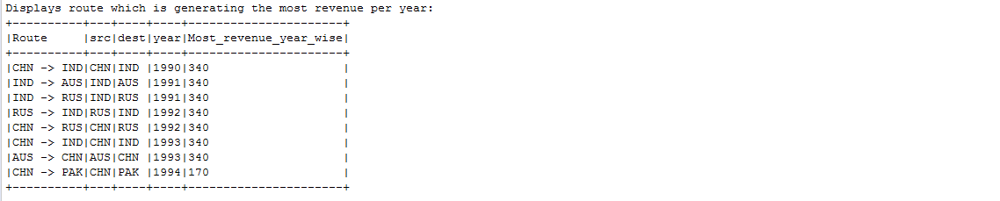 Displays route which is generating the most revenue per year:
+----------+---+----+----+----------------------+
|Route     |src|dest|year|Most_revenue_year_wise|
+----------+---+----+----+----------------------+
|CHN -> IND|CHN|IND |1990|340                   |
|IND -> AUS|IND|AUS |1991|340                   |
|IND -> RUS|IND|RUS |1991|340                   |
|RUS -> IND|RUS|IND |1992|340                   |
|CHN -> RUS|CHN|RUS |1992|340                   |
|CHN -> IND|CHN|IND |1993|340                   |
|AUS -> CHN|AUS|CHN |1993|340                   |
|CHN -> PAK|CHN|PAK |1994|170                   |
+----------+---+----+----+----------------------+